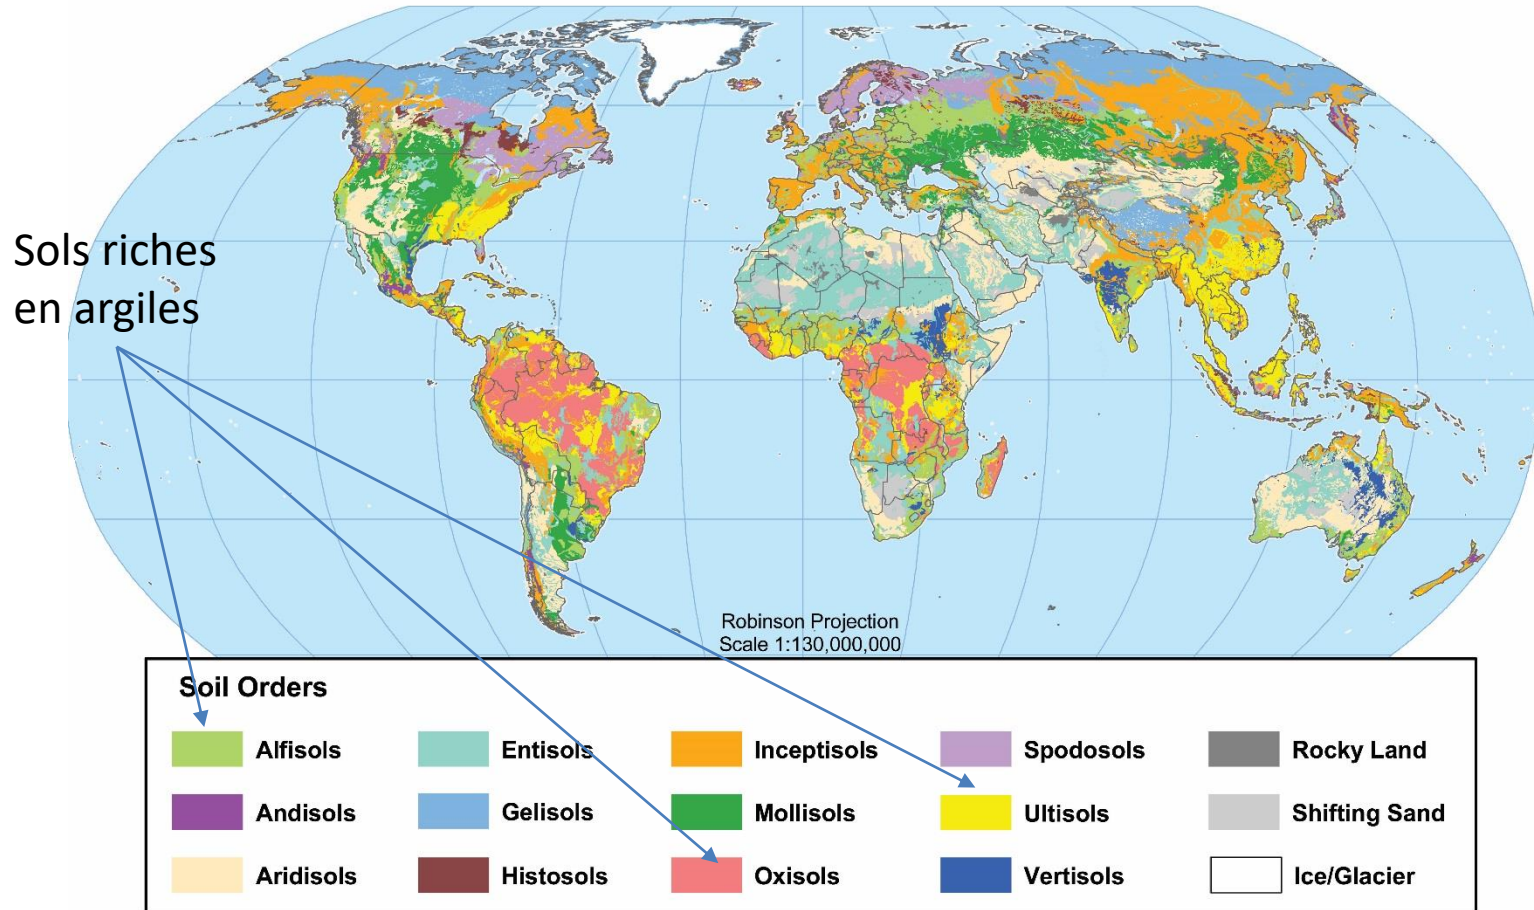 Sols riches
en argiles
Robinson Projection
Scale 1:130,000,000
Soil Orders
Alfisols Entisols Inceptisols Spodosols Rocky Land
Andisols Gelisols Mollisols Ultisols Shifting Sand
Aridisols Histosols Oxisols Vertisols Ice/Glacier